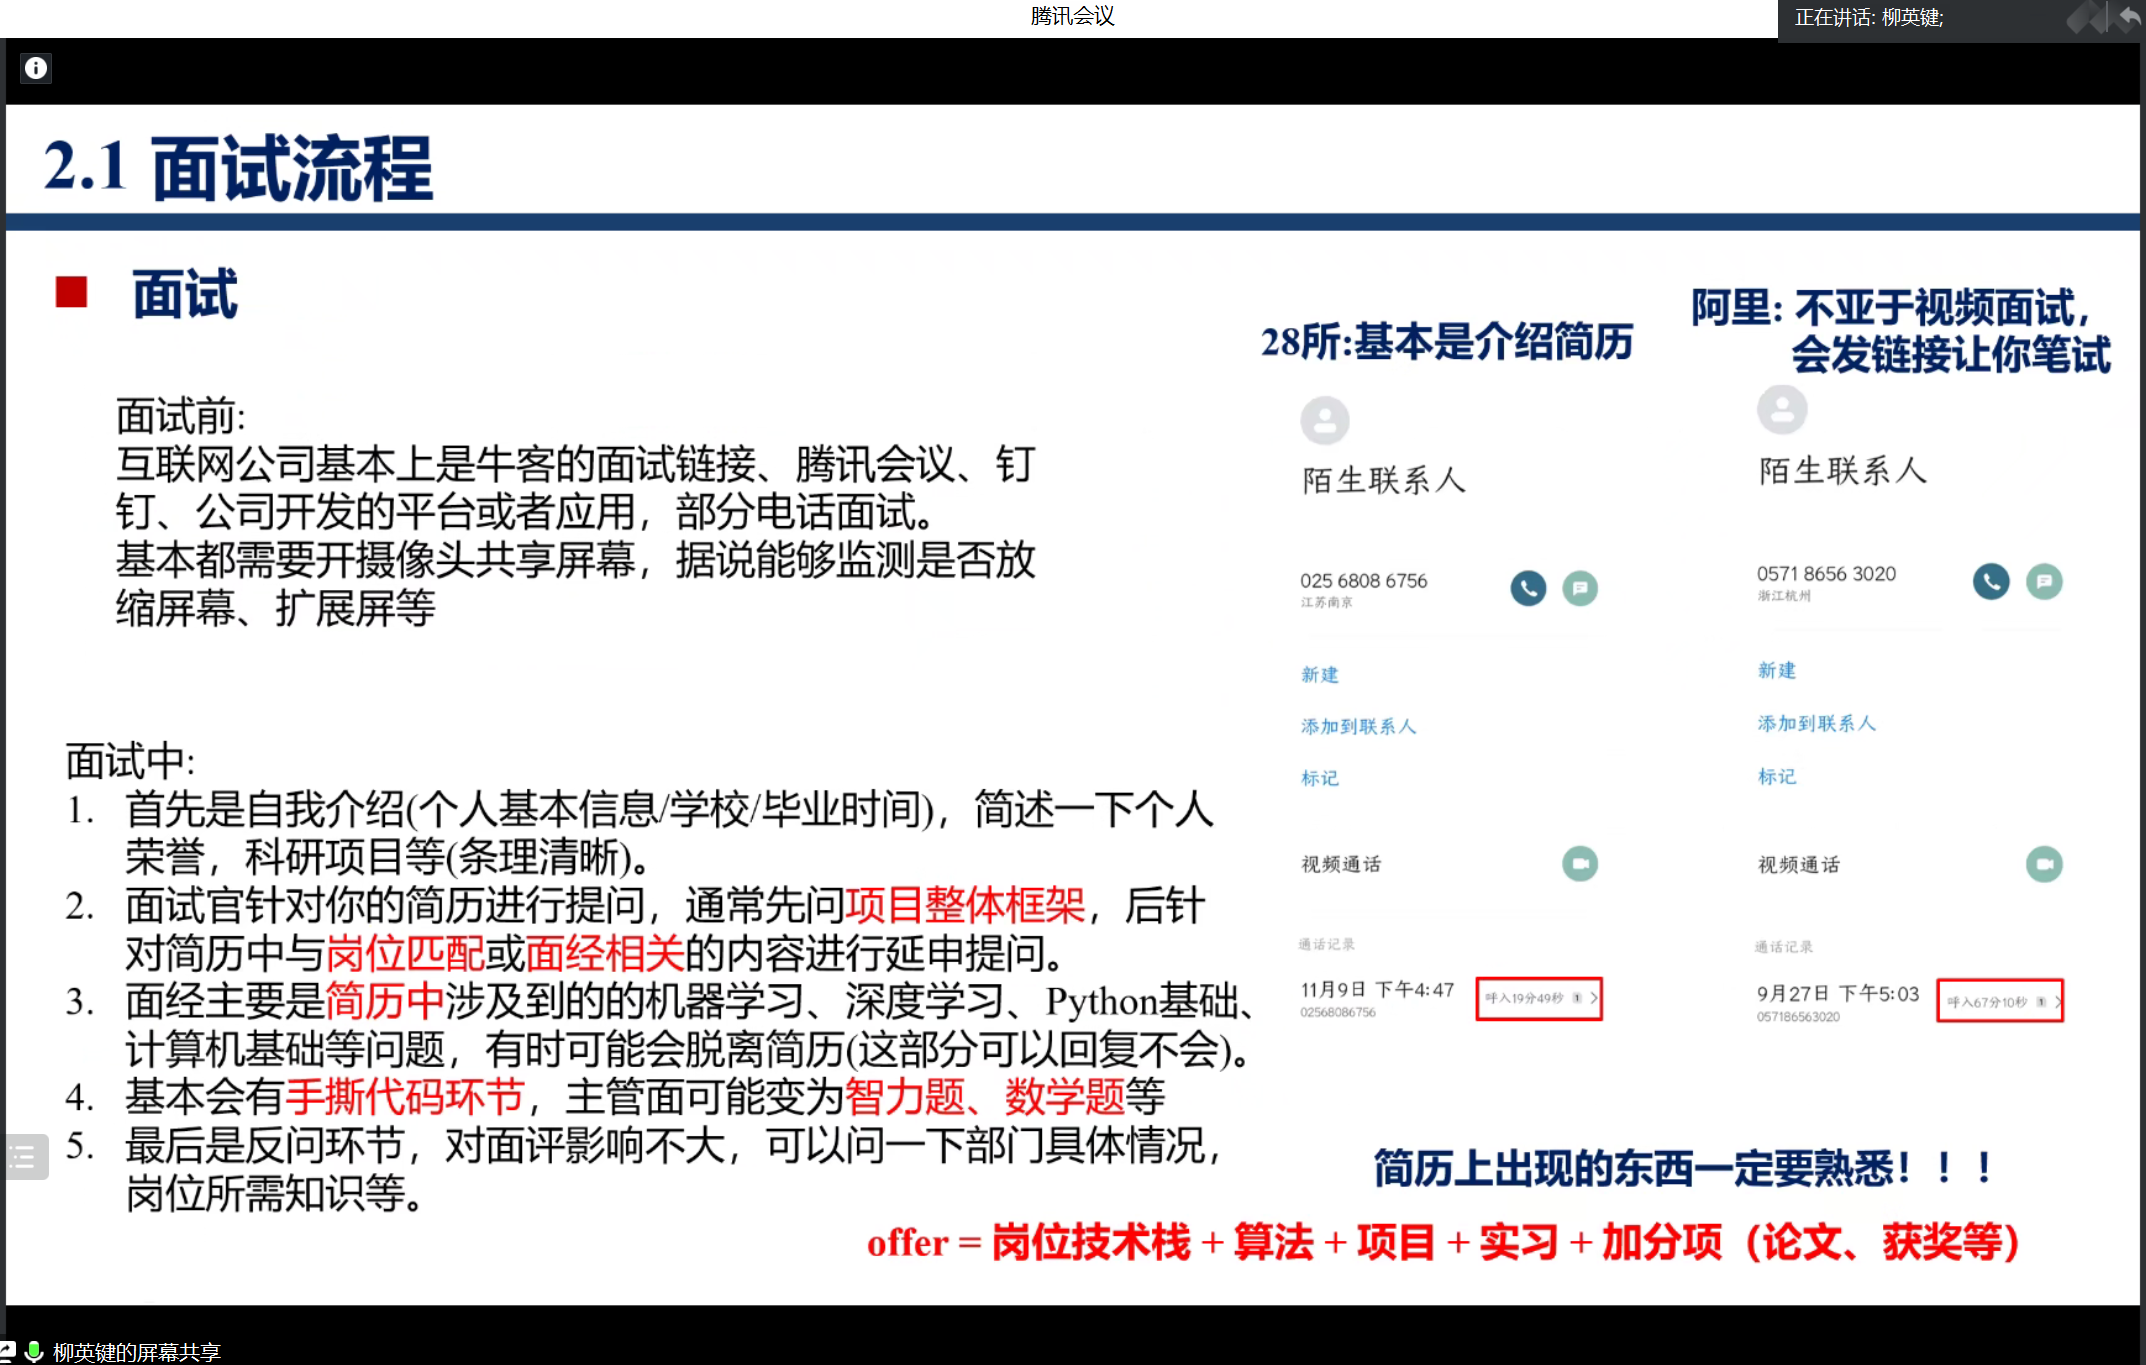 腾讯会议
正在讲话: 柳英键;
2.1 面试流程
面试
28所:基本是介绍简历
阿里: 不亚于视频面试，
会发链接让你笔试
面试前:
互联网公司基本上是牛客的面试链接、腾讯会议、钉
钉、公司开发的平台或者应用，部分电话面试。
基本都需要开摄像头共享屏幕，据说能够监测是否放
缩屏幕、扩展屏等
面试中:
1. 首先是自我介绍(个人基本信息/学校/毕业时间)，简述一下个人
荣誉，科研项目等(条理清晰)。
2. 面试官针对你的简历进行提问，通常先问项目整体框架，后针
对简历中与岗位匹配或面经相关的内容进行延申提问。
3. 面经主要是简历中涉及到的的机器学习、深度学习、Python基础、
计算机基础等问题，有时可能会脱离简历(这部分可以回复不会)。
4. 基本会有手撕代码环节，主管面可能变为智力题、数学题等
5. 最后是反问环节，对面评影响不大，可以问一下部门具体情况，
岗位所需知识等。
陌生联系人
025 6808 6756
江苏南京
新建
添加到联系人
标记
视频通话
通话记录
11月9日 下午4:47
呼入19分49秒 1
02568086756
陌生联系人
0571 8656 3020
浙江杭州
新建
添加到联系人
标记
视频通话
通话记录
9月27日 下午5:03
呼入67分10秒 1
057186563020
简历上出现的东西一定要熟悉！！！
offer = 岗位技术栈 + 算法 + 项目 + 实习 + 加分项（论文、获奖等）
柳英键的屏幕共享